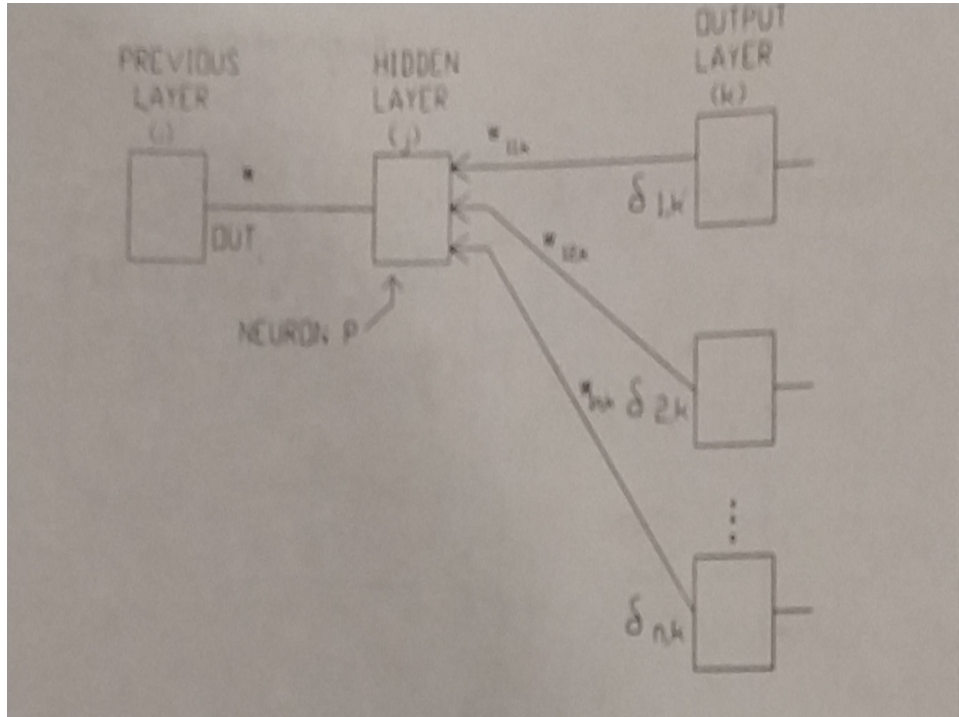 PREVIOUS
LAYER
HIDDEN
LAYER
(j)
OUTPUT
LAYER
(k)
OUT
NEURON P
δ 1,k
δ 2,k
δ n,k